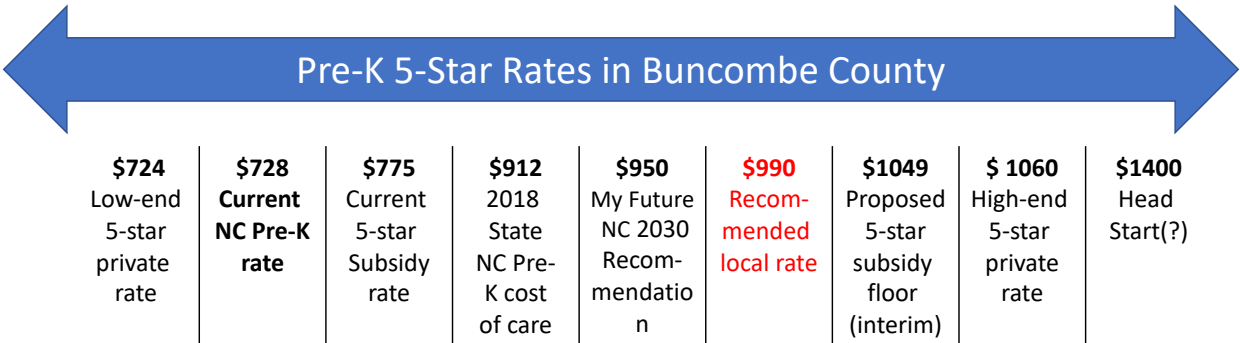 Pre-K 5-Star Rates in Buncombe County
$724
Low-end
5-star
private
rate
$728
Current
NC Pre-K
rate
$775
Current
5-star
Subsidy
rate
$912
2018
State
NC Pre-
K cost
of care
$950
My Future
NC 2030
Recom-
mendatio
n
$990
Recom-
mended
local rate
$1049
Proposed
5-star
subsidy
floor
(interim)
$ 1060
High-end
5-star
private
rate
$1400
Head
Start(?)